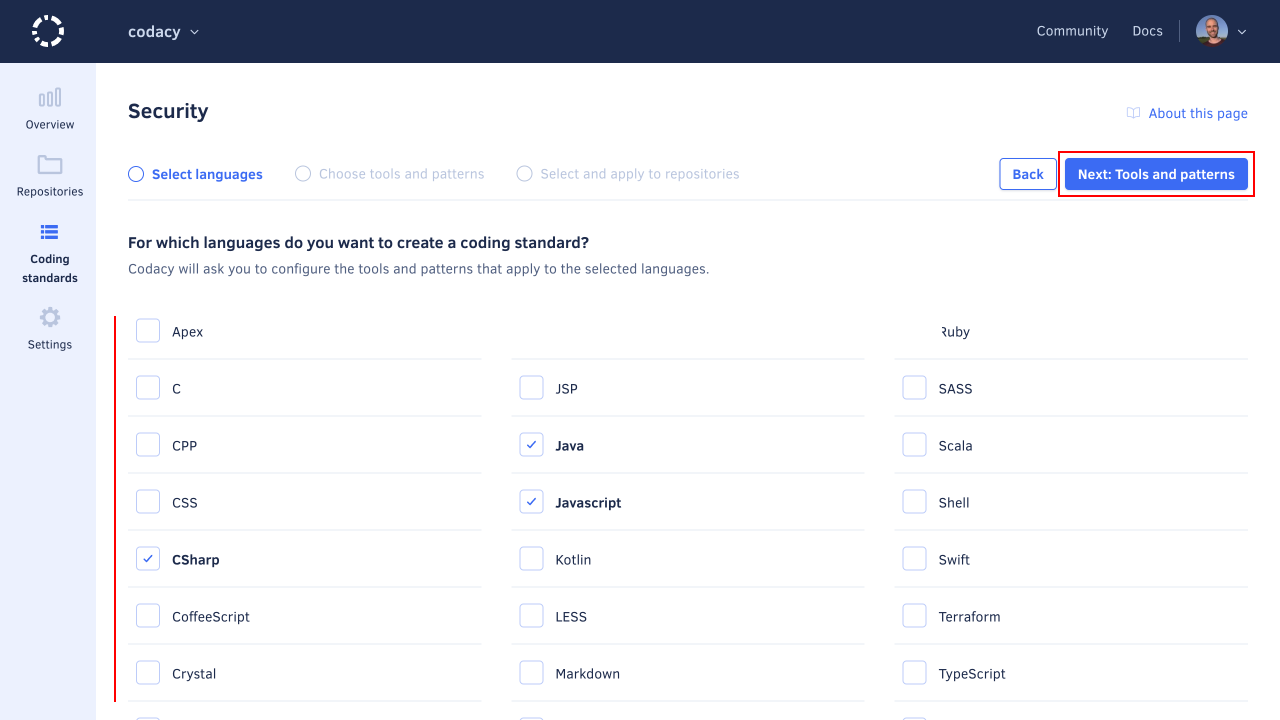 codacy
Community
Docs
Overview
Repositories
Coding
standards
Settings
Security
About this page
Select languages
Choose tools and patterns
Select and apply to repositories
Back
Next: Tools and patterns
For which languages do you want to create a coding standard?
Codacy will ask you to configure the tools and patterns that apply to the selected languages.
Apex
Ruby
C
JSP
SASS
CPP
Java
Scala
CSS
Javascript
Shell
CSharp
Kotlin
Swift
CoffeeScript
LESS
Terraform
Crystal
Markdown
TypeScript